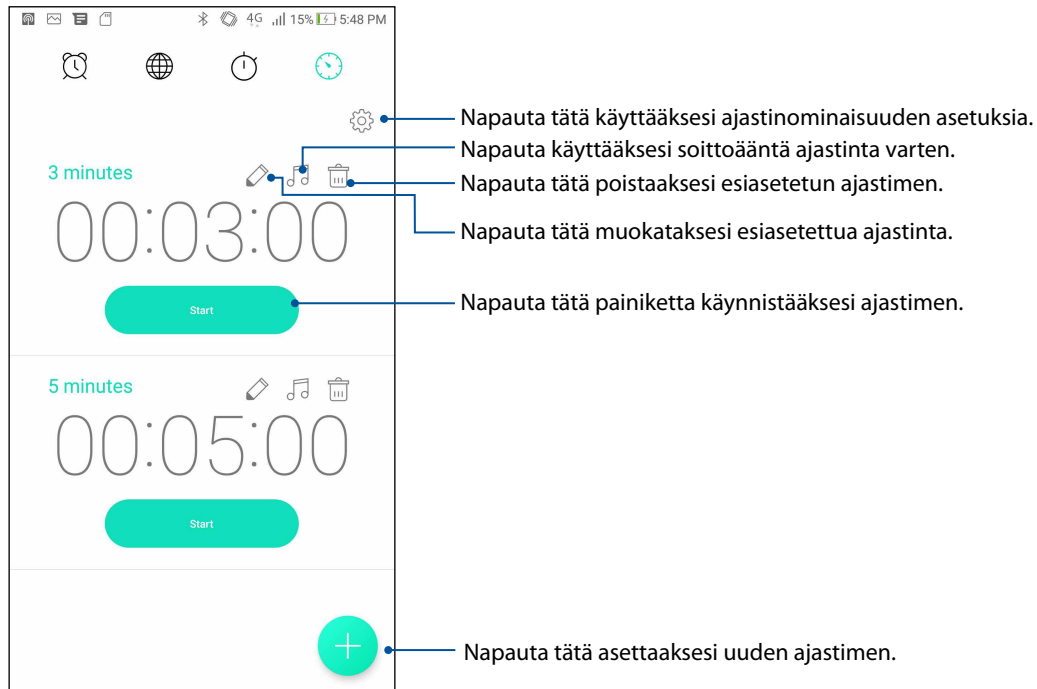 4G 15% 5:48 PM
Napauta tätä käyttääksesi ajastinominaisuuden asetuksia.
Napauta käyttääksesi soittoääntä ajastinta varten.
3 minutes
Napauta tätä poistaaksesi esiasetetun ajastimen.
00:03:00
Napauta tätä muokataksesi esiasetettua ajastinta.
Start
Napauta tätä painiketta käynnistääksesi ajastimen.
5 minutes
00:05:00
Start
Napauta tätä asettaaksesi uuden ajastimen.